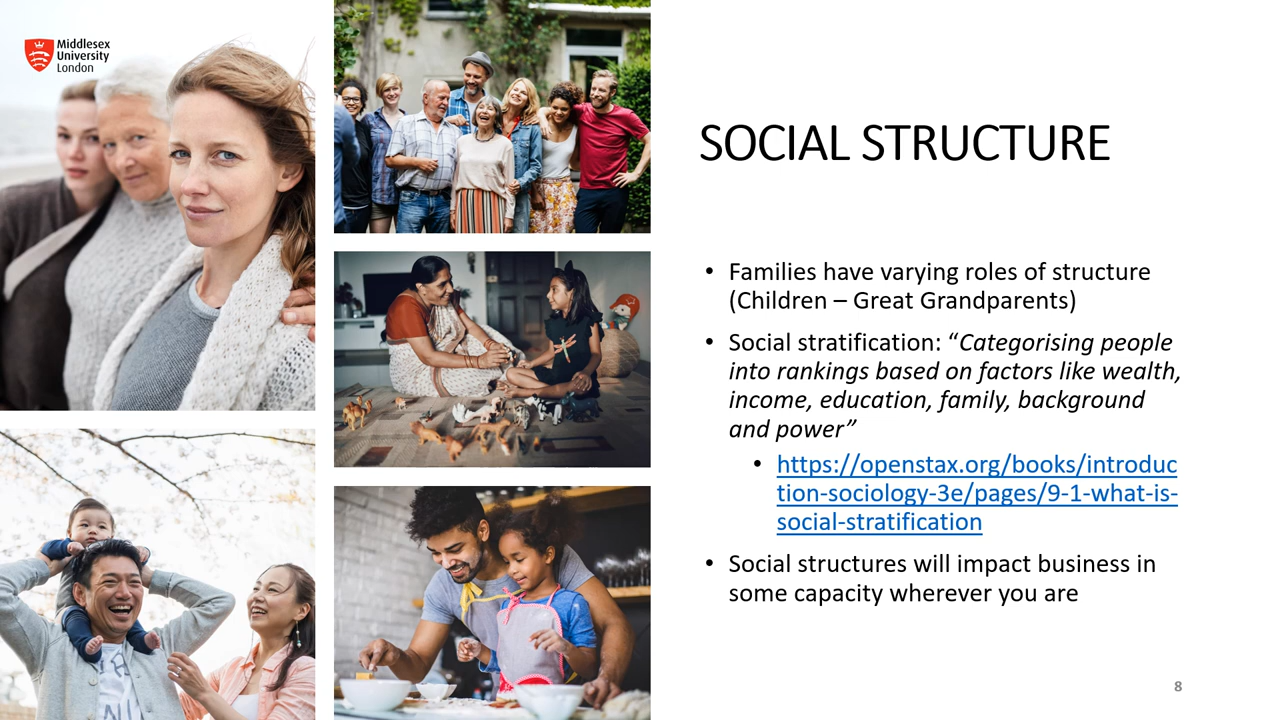 Middlesex
University
London
SOCIAL STRUCTURE
• Families have varying roles of structure
(Children – Great Grandparents)
• Social stratification: “Categorising people
into rankings based on factors like wealth,
income, education, family, background
and power”
• https://openstax.org/books/introduc
tion-sociology-3e/pages/9-1-what-is-
social-stratification
• Social structures will impact business in
some capacity wherever you are
8